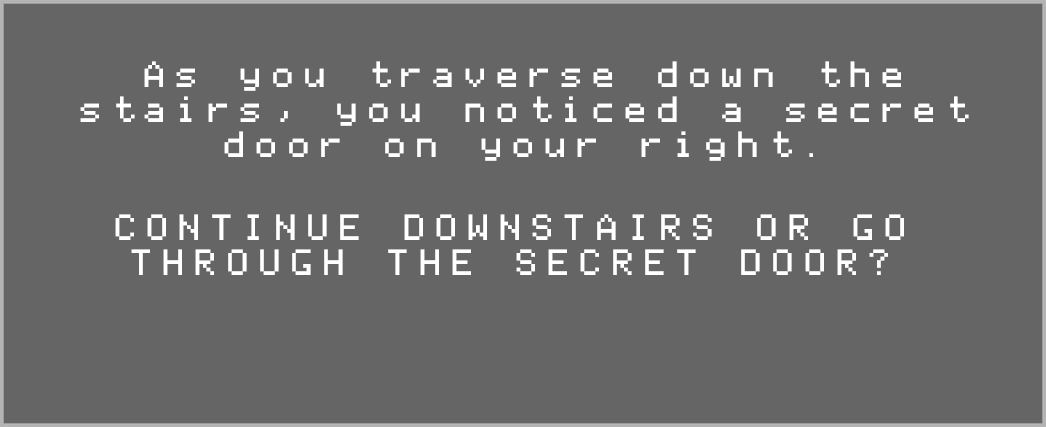 As you traverse down the
stairs, you noticed a secret
door on your right.
CONTINUE DOWNSTAIRS OR GO
THROUGH THE SECRET DOOR?